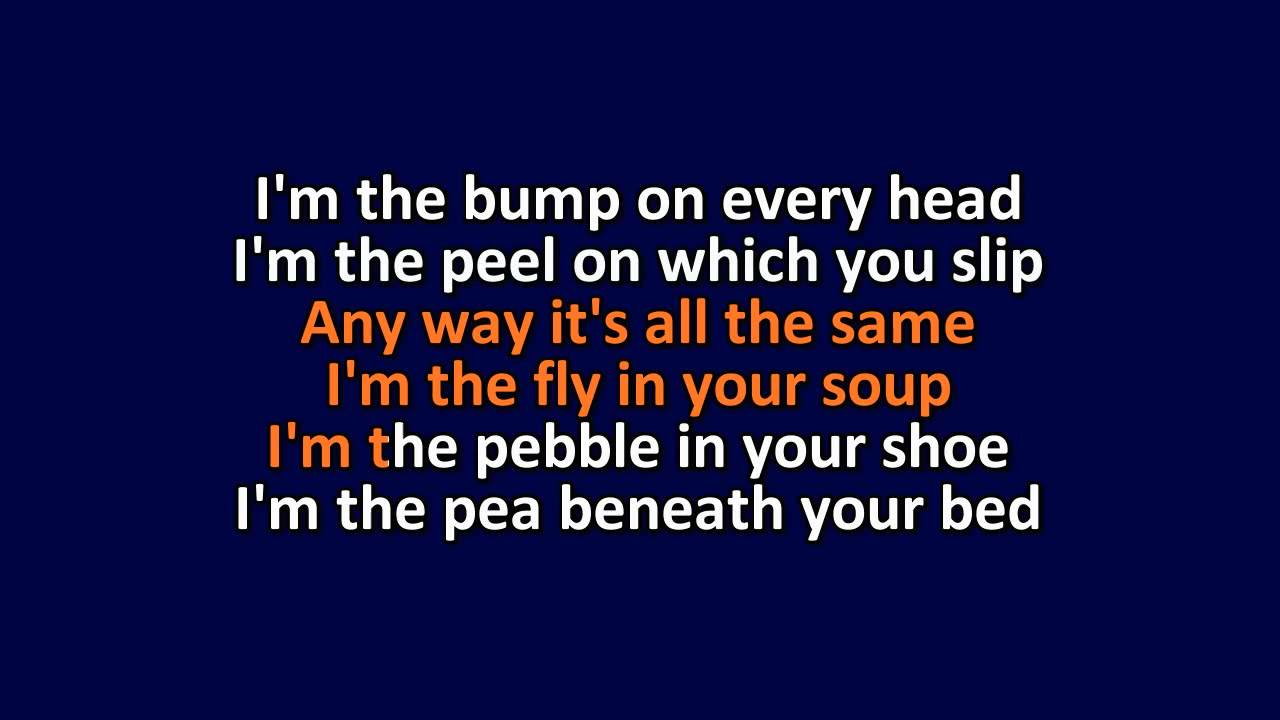 I'm the bump on every head
I'm the peel on which you slip
Any way it's all the same
I'm the fly in your soup
I'm the pebble in your shoe
I'm the pea beneath your bed